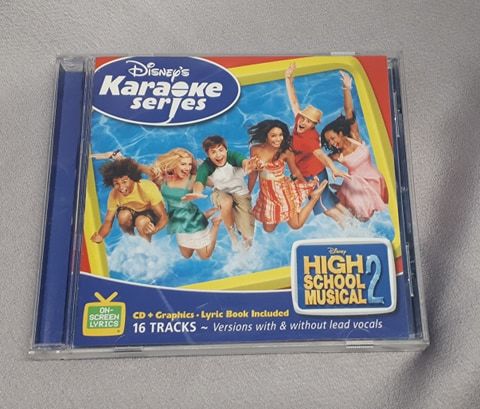 Disney's
Karaoke
series
Disney
HIGH
SCHOOL
MUSICAL 2
ON-
SCREEN
LYRICS
CD + Graphics · Lyric Book Included
16 TRACKS ~ Versions with & without lead vocals